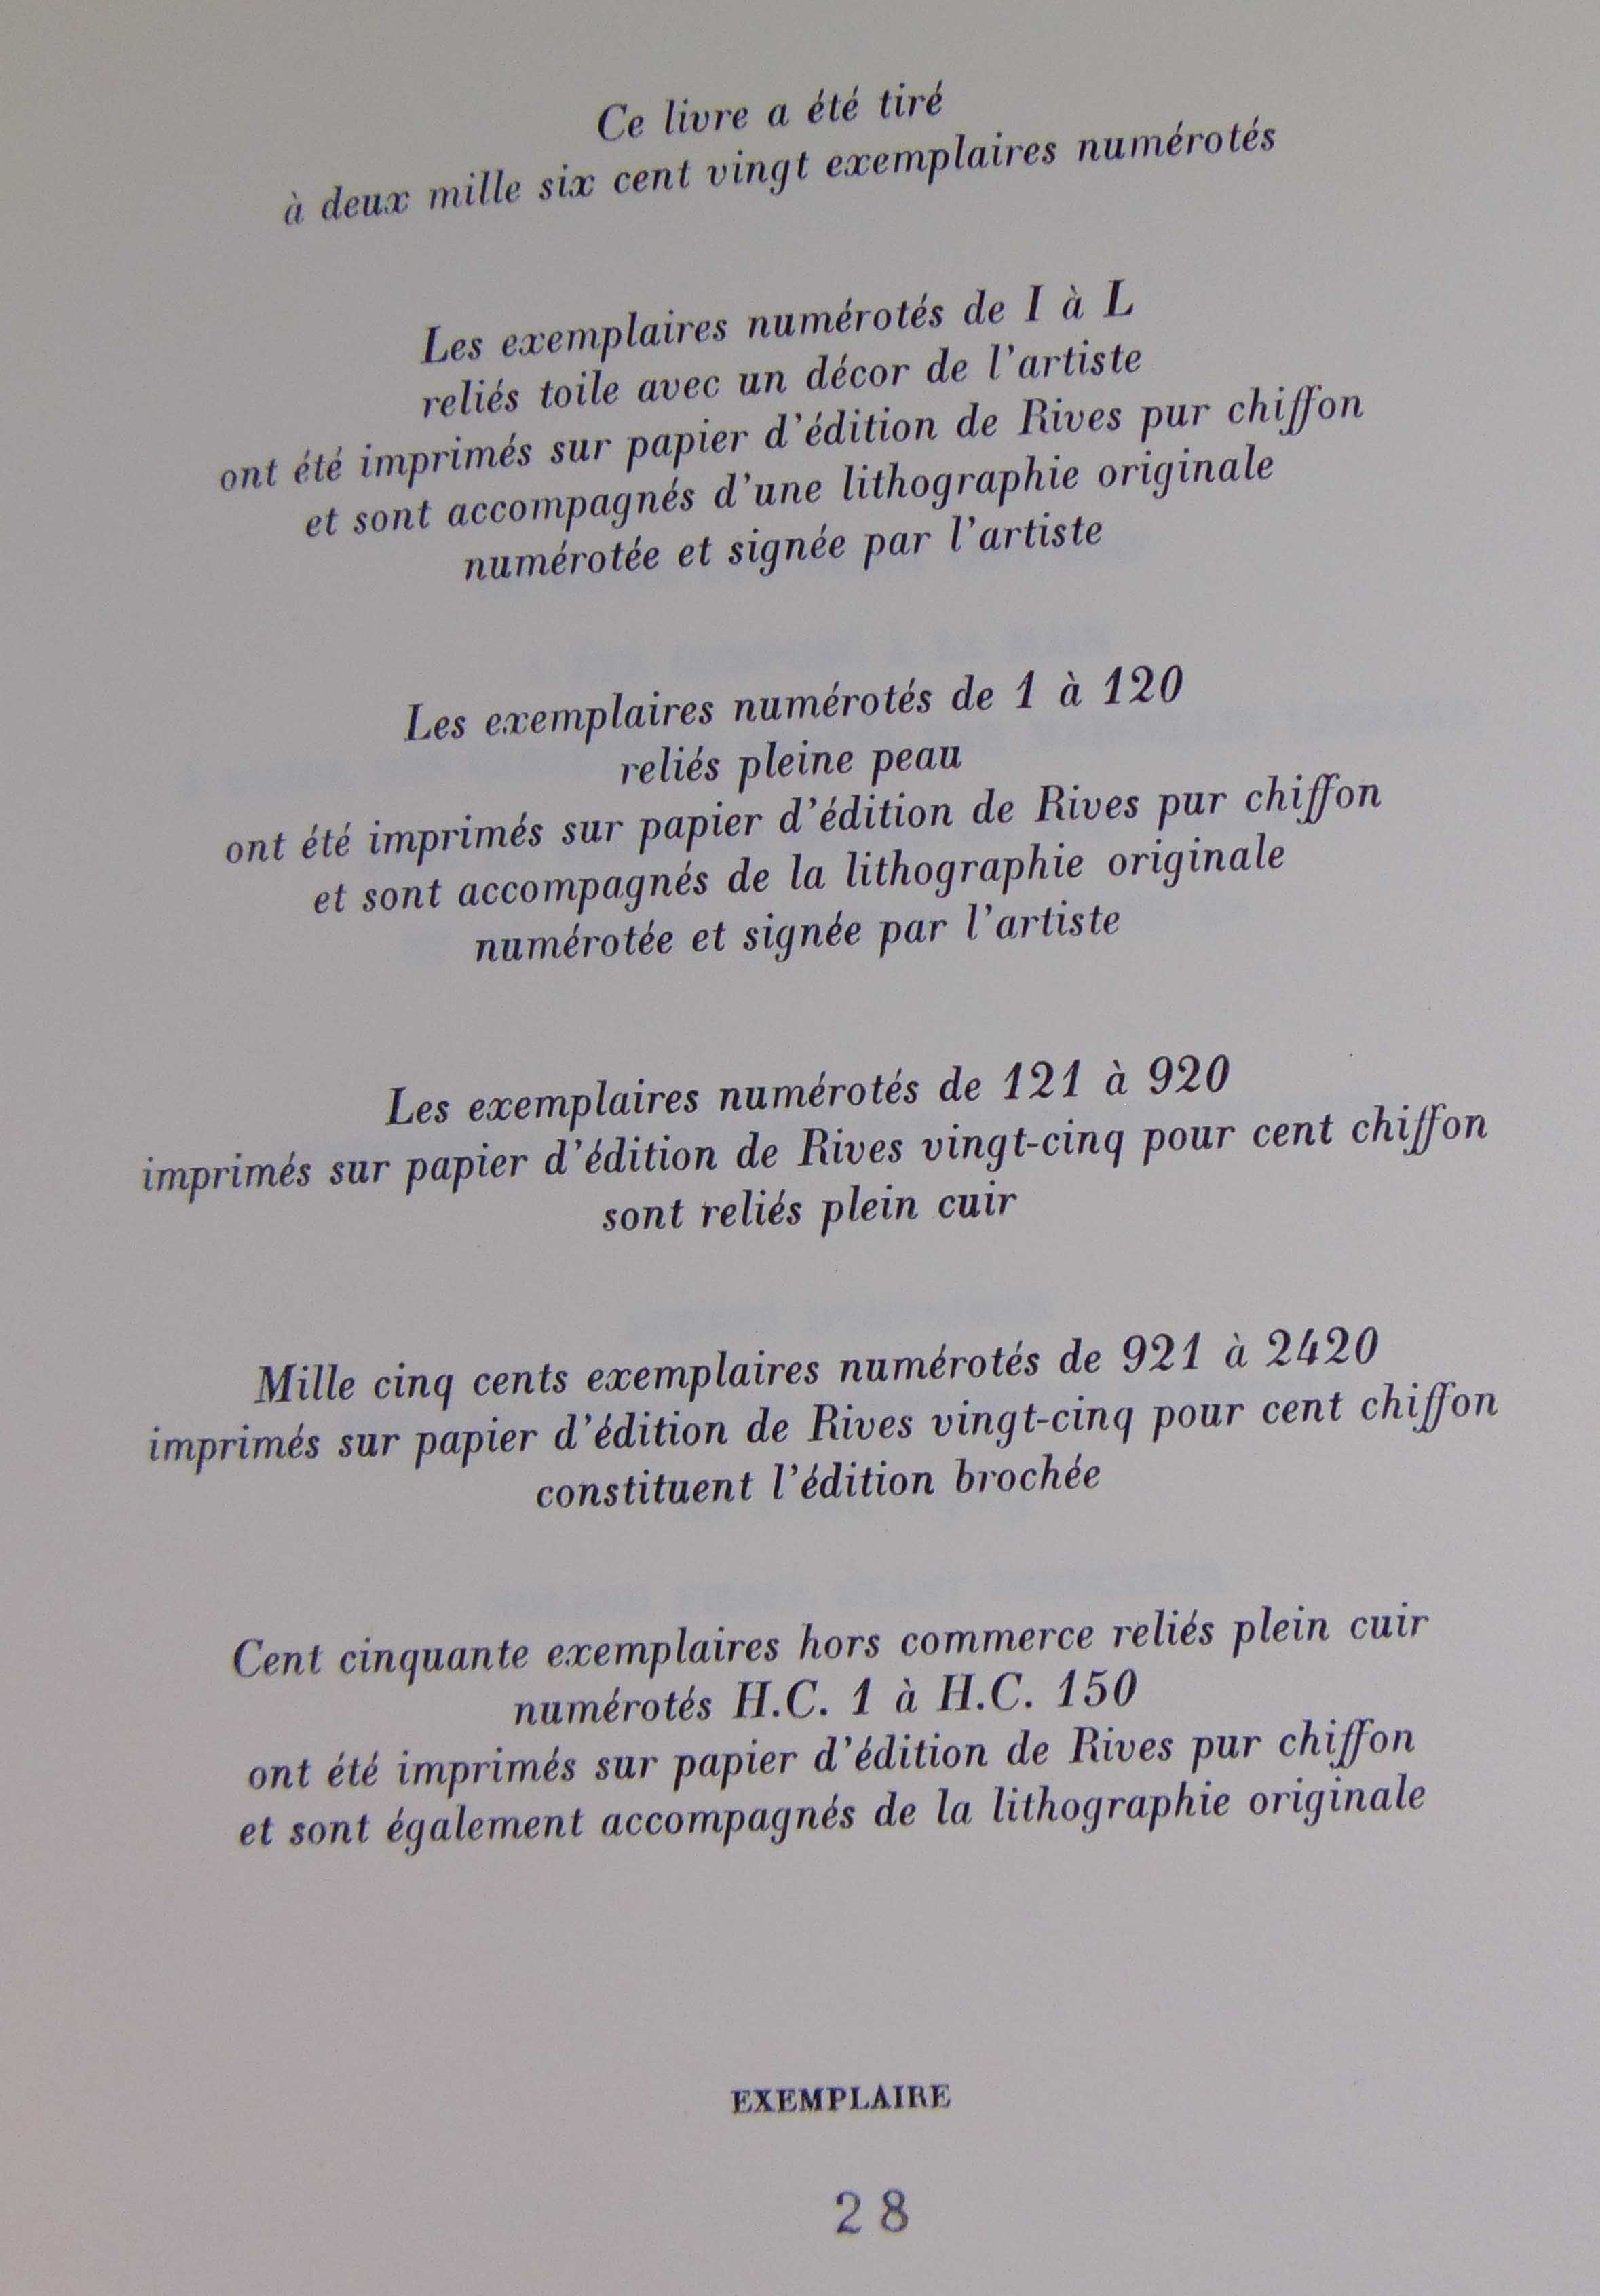 Ce livre a été tiré
à deux mille six cent vingt exemplaires numérotés
Les exemplaires numérotés de I à L
reliés toile avec un décor de l'artiste
ont été imprimés sur papier d'édition de Rives pur chiffon
et sont accompagnés d'une lithographie originale
numérotée et signée par l'artiste
Les exemplaires numérotés de 1 à 120
reliés pleine peau
ont été imprimés sur papier d'édition de Rives pur chiffon
et sont accompagnés de la lithographie originale
numérotée et signée par l'artiste
Les exemplaires numérotés de 121 à 920
imprimés sur papier d'édition de Rives vingt-cinq pour cent chiffon
sont reliés plein cuir
Mille cinq cents exemplaires numérotés de 921 à 2420
imprimés sur papier d'édition de Rives vingt-cinq pour cent chiffon
constituent l'édition brochée
Cent cinquante exemplaires hors commerce reliés plein cuir
numérotés H.C. 1 à H.C. 150
ont été imprimés sur papier d'édition de Rives pur chiffon
et sont également accompagnés de la lithographie originale
EXEMPLAIRE
28